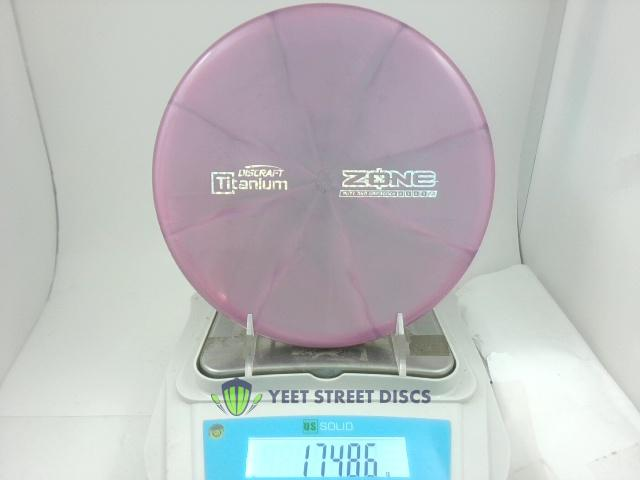 DISCRAFT
Titanium
ZONE
YEET STREET DISCS
US SOLID
174.86